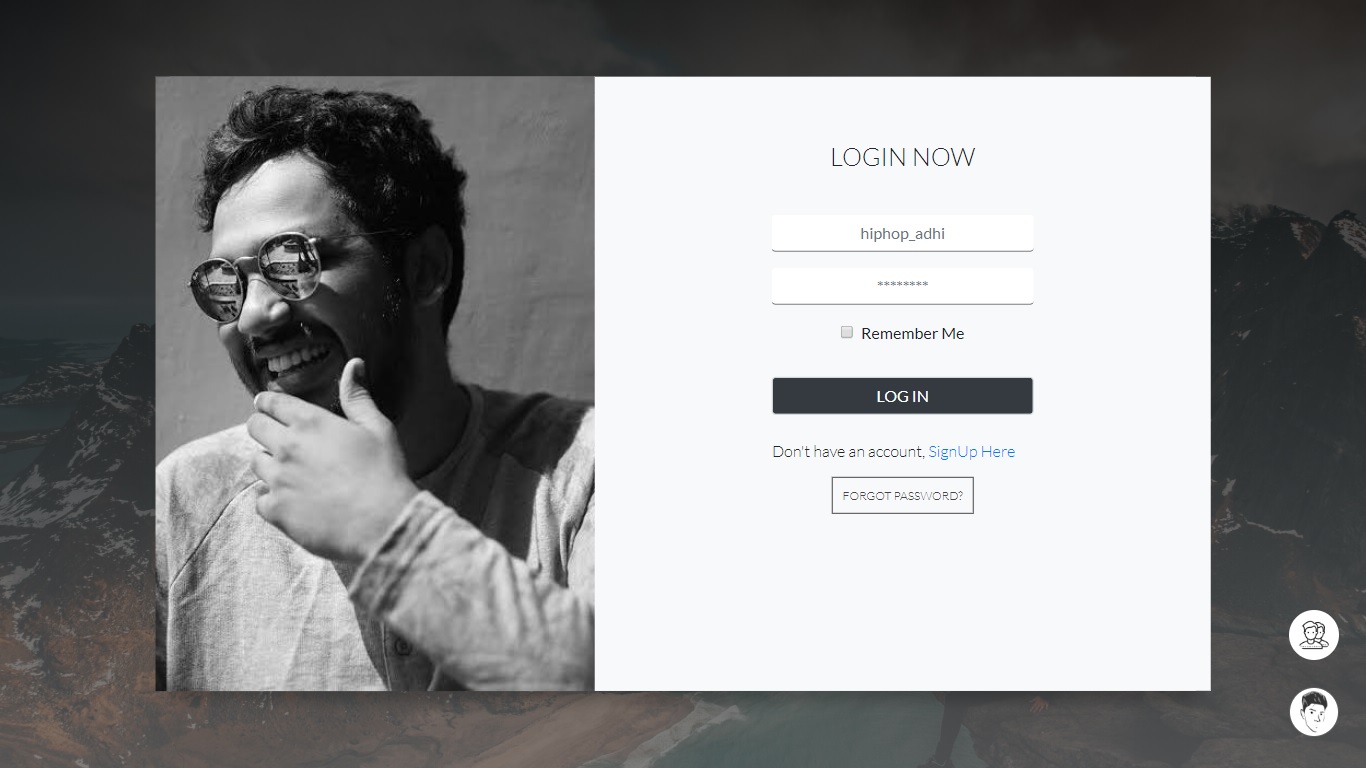 LOGIN NOW
hiphop_adhi
********
Remember Me
LOG IN
Don't have an account, SignUp Here
FORGOT PASSWORD?